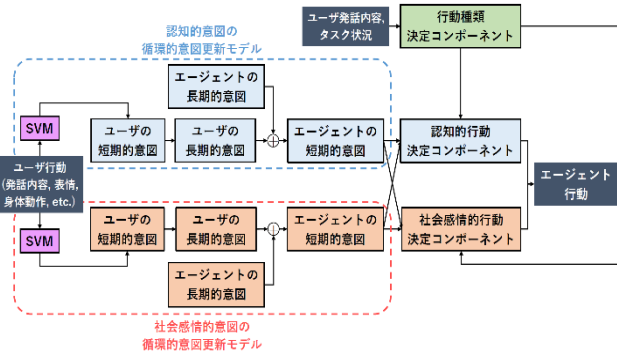 認知的意図の
循環的意図更新モデル
ユーザ発話内容,
タスク状況
行動種類
決定コンポーネント
エージェントの
長期的意図
SVM
ユーザの
短期的意図
ユーザの
長期的意図
エージェントの
短期的意図
認知的行動
決定コンポーネント
ユーザ行動
(発話内容, 表情,
身体動作, etc.)
エージェント
行動
SVM
ユーザの
短期的意図
ユーザの
長期的意図
エージェントの
短期的意図
社会感情的行動
決定コンポーネント
エージェントの
長期的意図
社会感情的意図の
循環的意図更新モデル